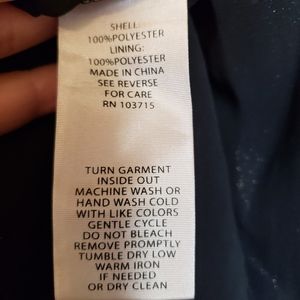 SHELL:
100%POLYESTER
LINING:
100%POLYESTER
MADE IN CHINA
SEE REVERSE
FOR CARE
RN 103715
TURN GARMENT
INSIDE OUT
MACHINE WASH OR
HAND WASH COLD
WITH LIKE COLORS
GENTLE CYCLE
DO NOT BLEACH
REMOVE PROMPTLY
TUMBLE DRY LOW
WARM IRON
IF NEEDED
OR DRY CLEAN